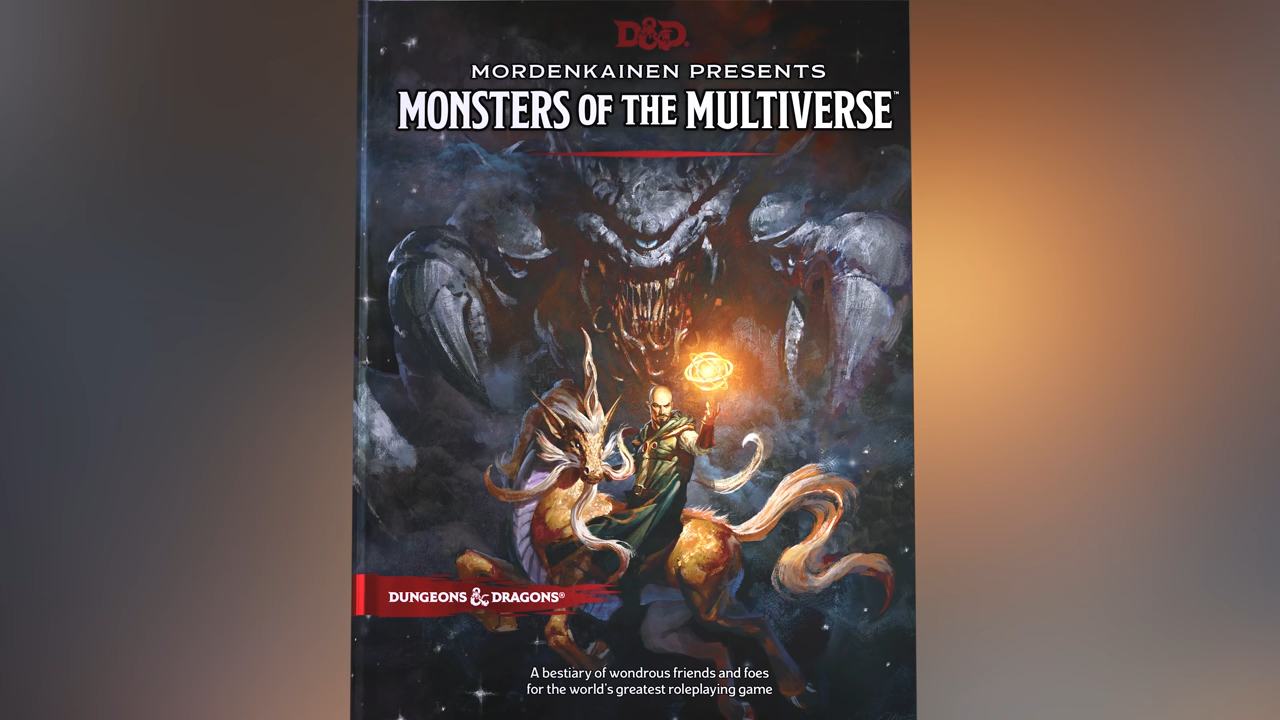 D&D®
MORDENKAINEN PRESENTS
MONSTERS OF THE MULTIVERSE™
DUNGEONS & DRAGONS®
A bestiary of wondrous friends and foes
for the world's greatest roleplaying game